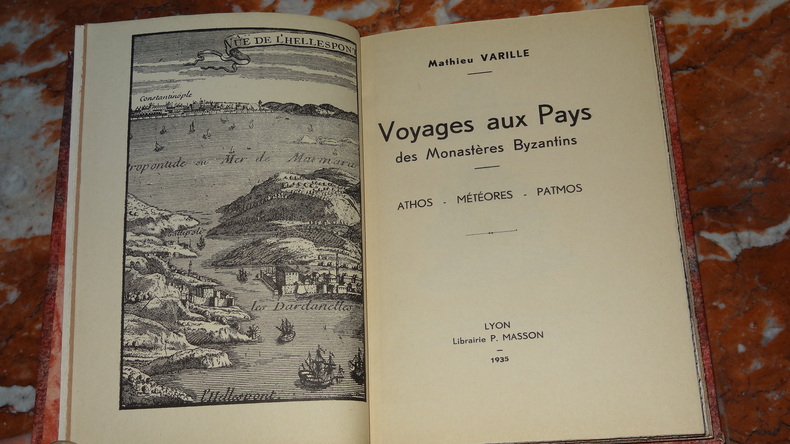 VUE DE L'HELLESPONT
Constantinople
Propontide ou Mer de Marmara
les Dardanelles
l'Hellespont
Mathieu VARILLE
Voyages aux Pays
des Monastères Byzantins
ATHOS - MÉTÉORES - PATMOS
LYON
Librairie P. MASSON
1935